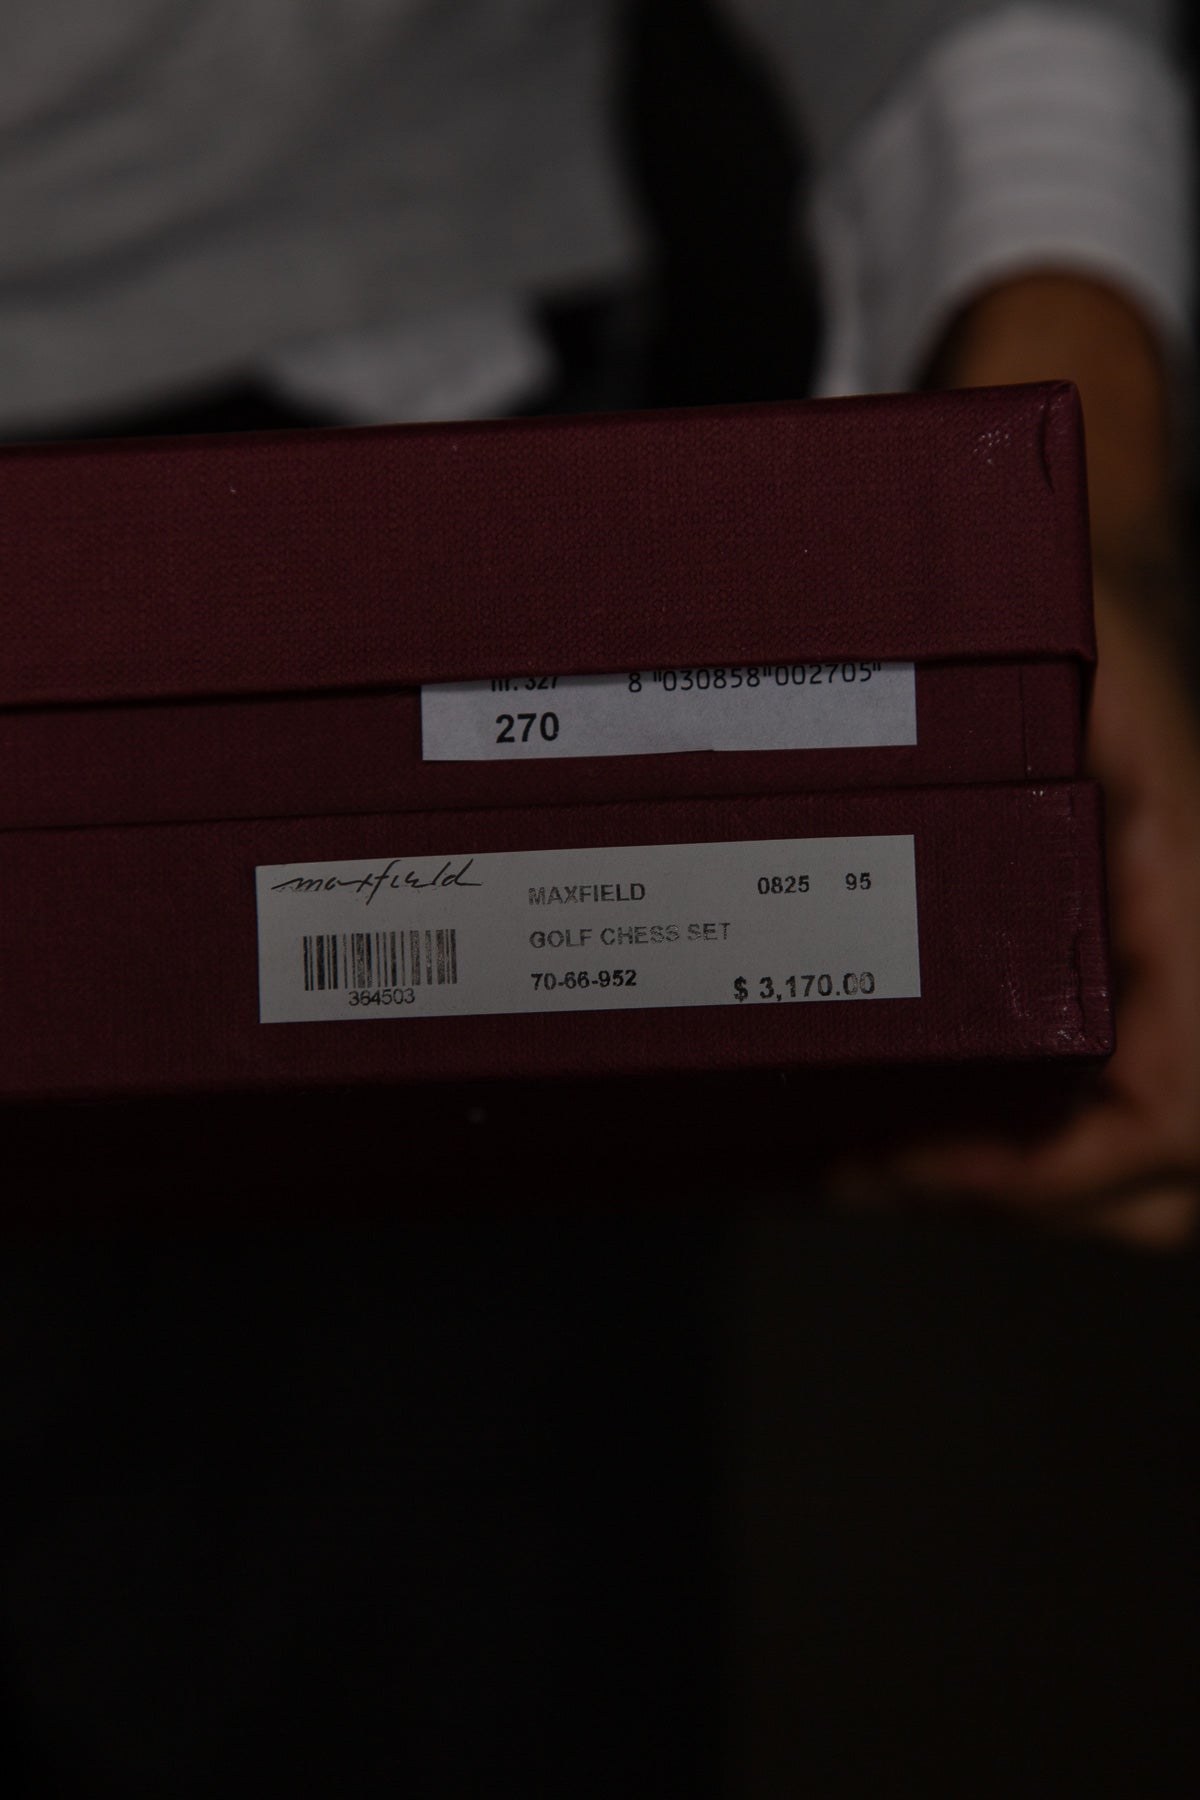 nr. 327 8 "030858"002705"
270
maxfield
MAXFIELD 0825 95
GOLF CHESS SET
364503
70-66-952 $ 3,170.00